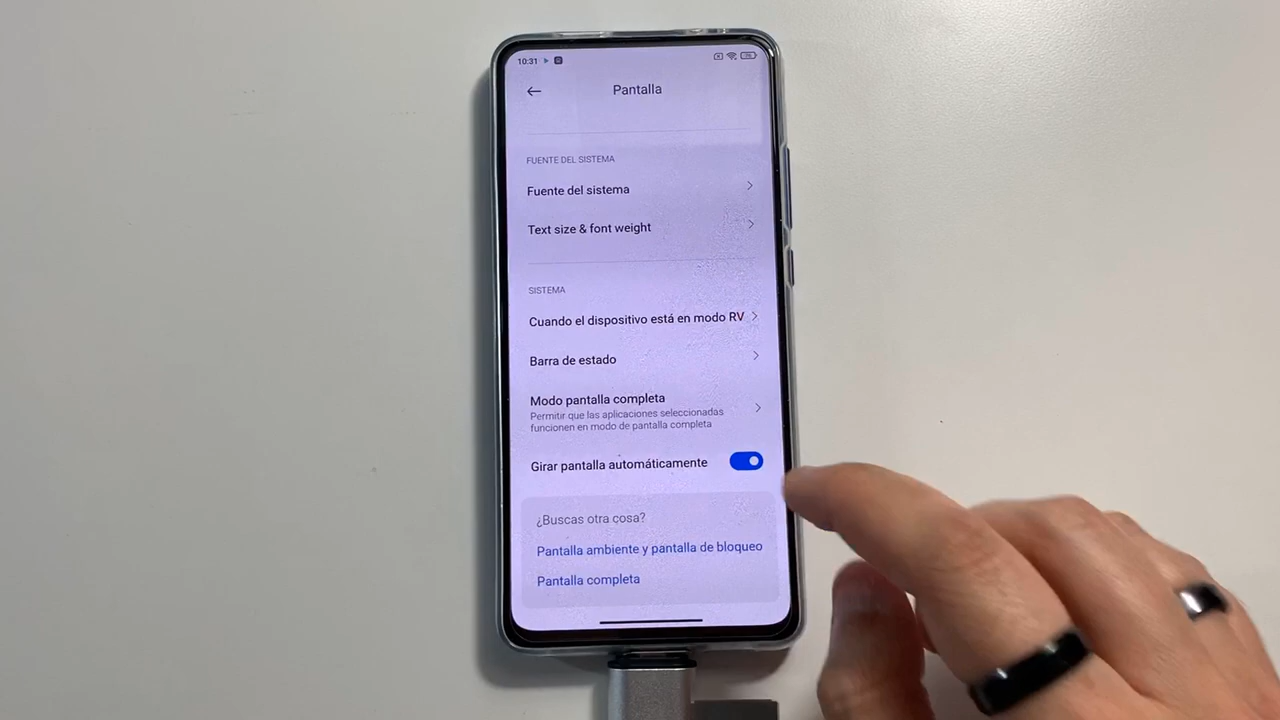 10:31
Pantalla
FUENTE DEL SISTEMA
Fuente del sistema
Text size & font weight
SISTEMA
Cuando el dispositivo está en modo RV
Barra de estado
Modo pantalla completa
Permitir que las aplicaciones seleccionadas
funcionen en modo de pantalla completa
Girar pantalla automáticamente
¿Buscas otra cosa?
Pantalla ambiente y pantalla de bloqueo
Pantalla completa